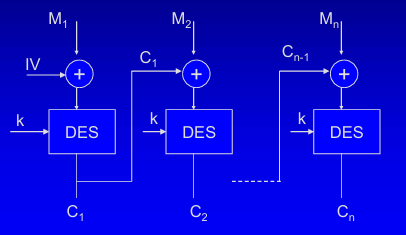 M1 M2 Mn
IV + C1 + Cn-1 +
k DES k DES k DES
C1 C2 Cn